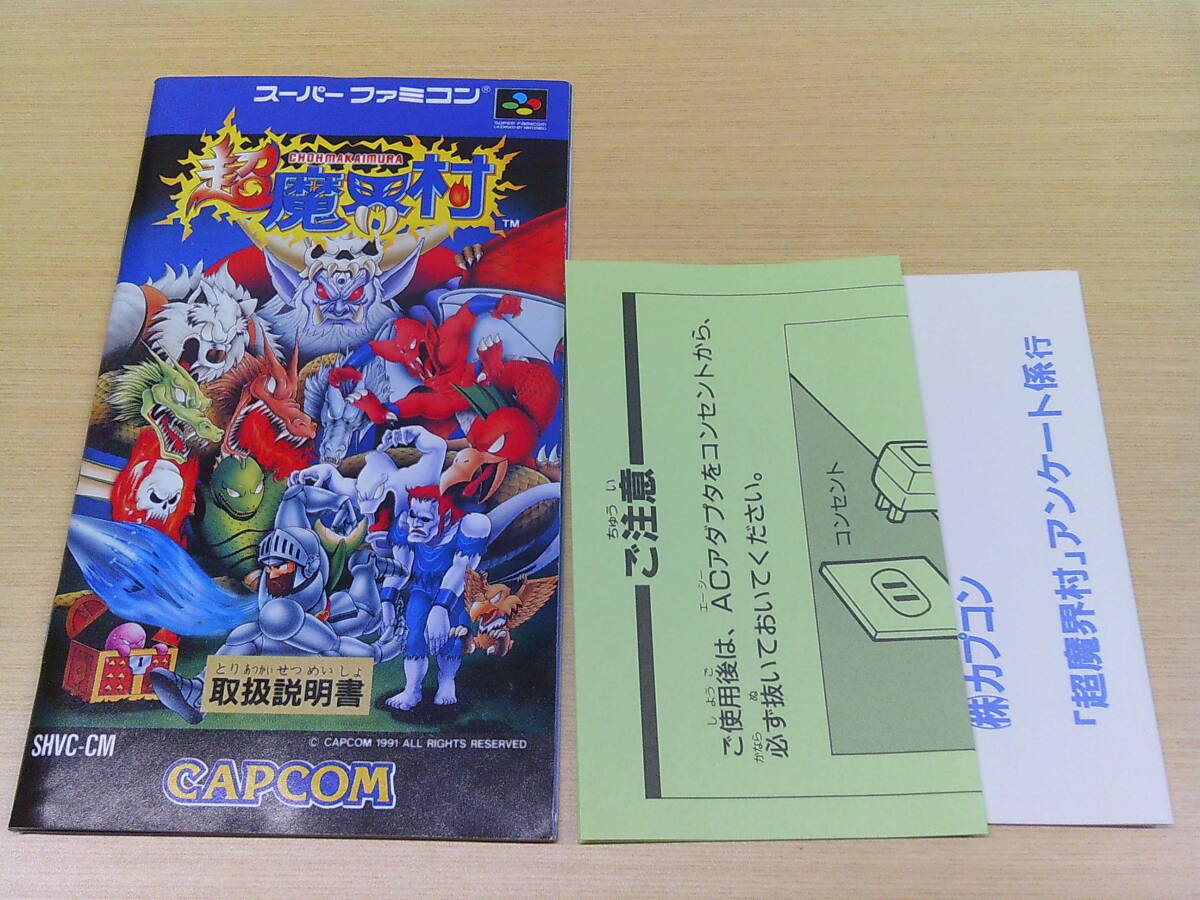 スーパーファミコン®
SUPER FAMICOM
LICENSED BY NINTENDO
CHOHMAKAIMURA
超魔界村
TM
とりあつかいせつめいしょ
取扱説明書
SHVC-CM
© CAPCOM 1991 ALL RIGHTS RESERVED
CAPCOM
ちゅうい
ご注意
しようご エーシー
ご使用後は、ACアダプタをコンセントから、
かなら ぬ
必ず抜いておいてください。
コンセント
㈱カプコン
「超魔界村」アンケート係行